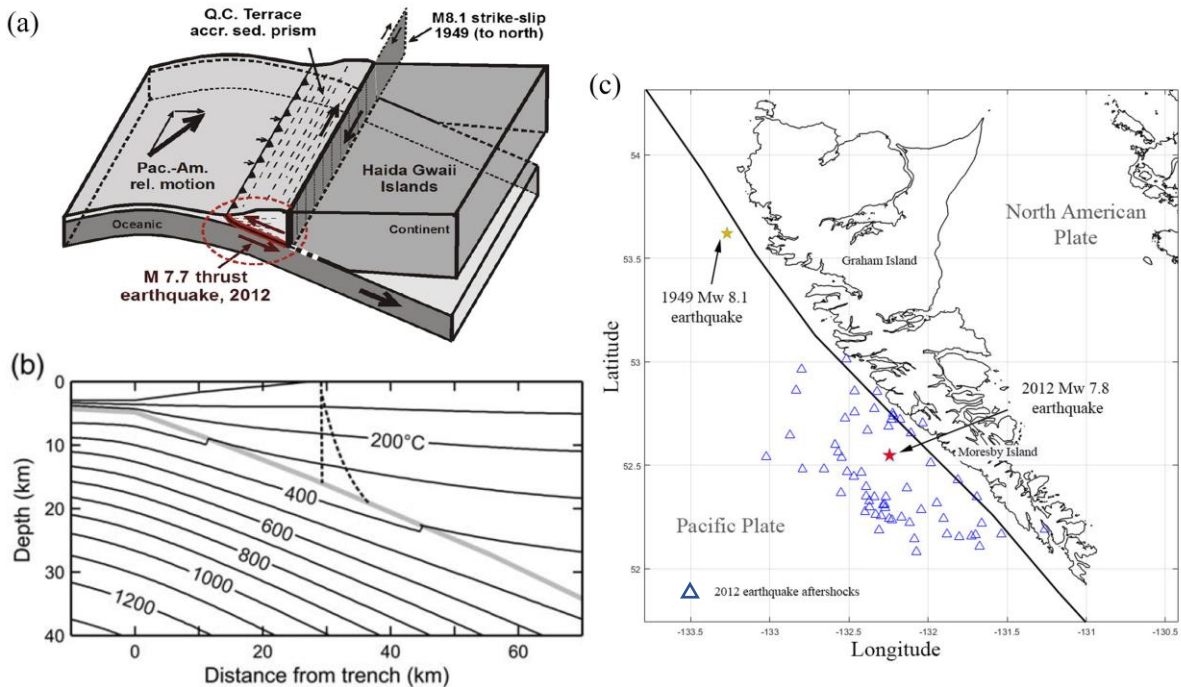 (a)
Q.C. Terrace
accr. sed. prism
M8.1 strike-slip
1949 (to north)
Pac.-Am.
rel. motion
Haida Gwaii
Islands
Oceanic
Continent
M 7.7 thrust
earthquake, 2012
(b)
0
10
20
30
40
Depth (km)
200°C
400
600
800
1000
1200
0
20
40
60
Distance from trench (km)
(c)
54
53.5
53
52.5
52
Latitude
North American
Plate
Graham Island
1949 Mw 8.1
earthquake
2012 Mw 7.8
earthquake
Moresby Island
Pacific Plate
2012 earthquake aftershocks
-133.5
-133
-132.5
-132
-131.5
-131
-130.5
Longitude